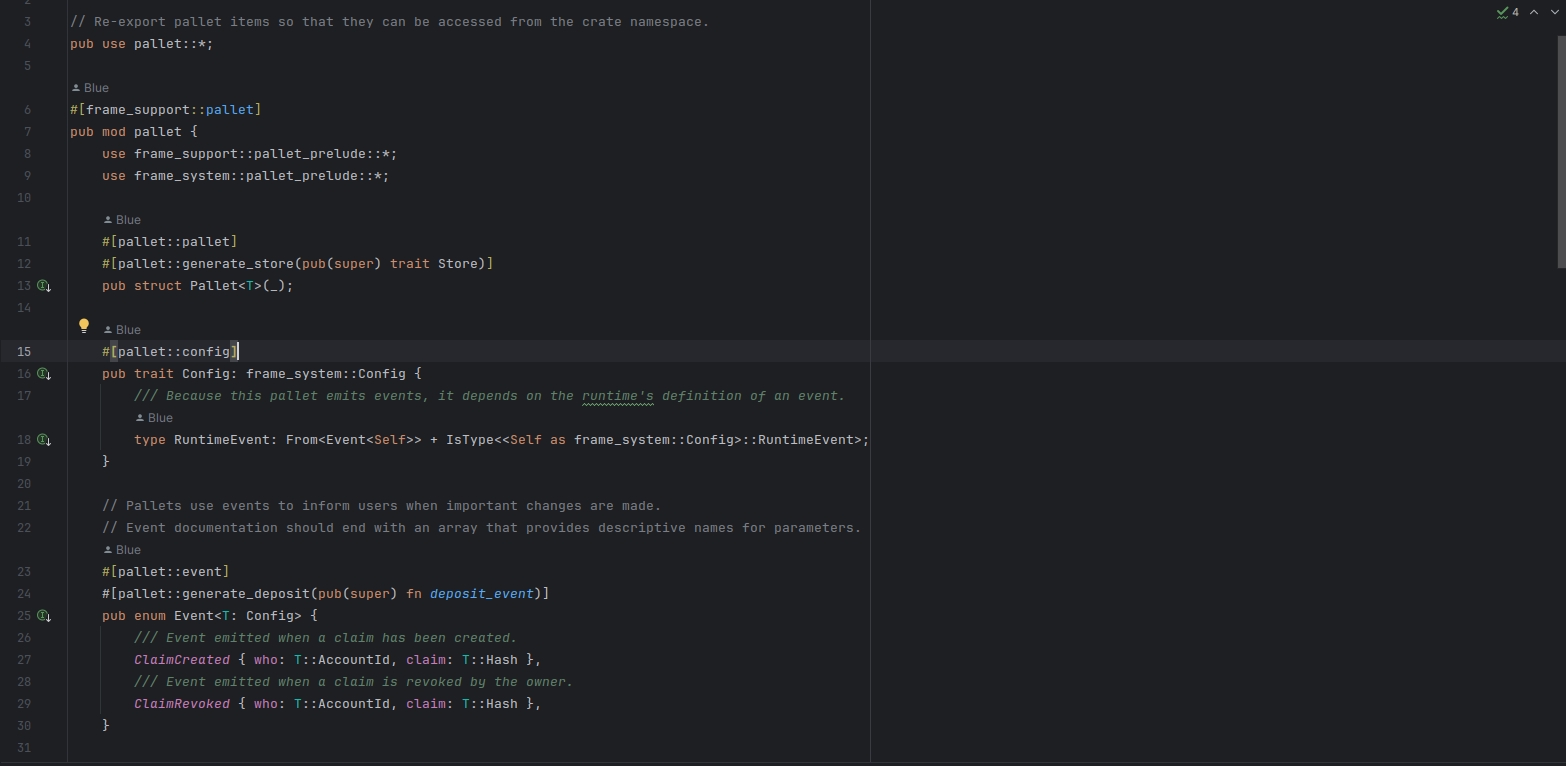 3 // Re-export pallet items so that they can be accessed from the crate namespace.
4 pub use pallet::*;
5
Blue
6 #[frame_support::pallet]
7 pub mod pallet {
8     use frame_support::pallet_prelude::*;
9     use frame_system::pallet_prelude::*;
10
Blue
11     #[pallet::pallet]
12     #[pallet::generate_store(pub(super) trait Store)]
13     pub struct Pallet<T>(_);
14
Blue
15     #[pallet::config]
16     pub trait Config: frame_system::Config {
17         /// Because this pallet emits events, it depends on the runtime's definition of an event.
Blue
18         type RuntimeEvent: From<Event<Self>> + IsType<<Self as frame_system::Config>::RuntimeEvent>;
19     }
20
21     // Pallets use events to inform users when important changes are made.
22     // Event documentation should end with an array that provides descriptive names for parameters.
Blue
23     #[pallet::event]
24     #[pallet::generate_deposit(pub(super) fn deposit_event)]
25     pub enum Event<T: Config> {
26         /// Event emitted when a claim has been created.
27         ClaimCreated { who: T::AccountId, claim: T::Hash },
28         /// Event emitted when a claim is revoked by the owner.
29         ClaimRevoked { who: T::AccountId, claim: T::Hash },
30     }
31
4